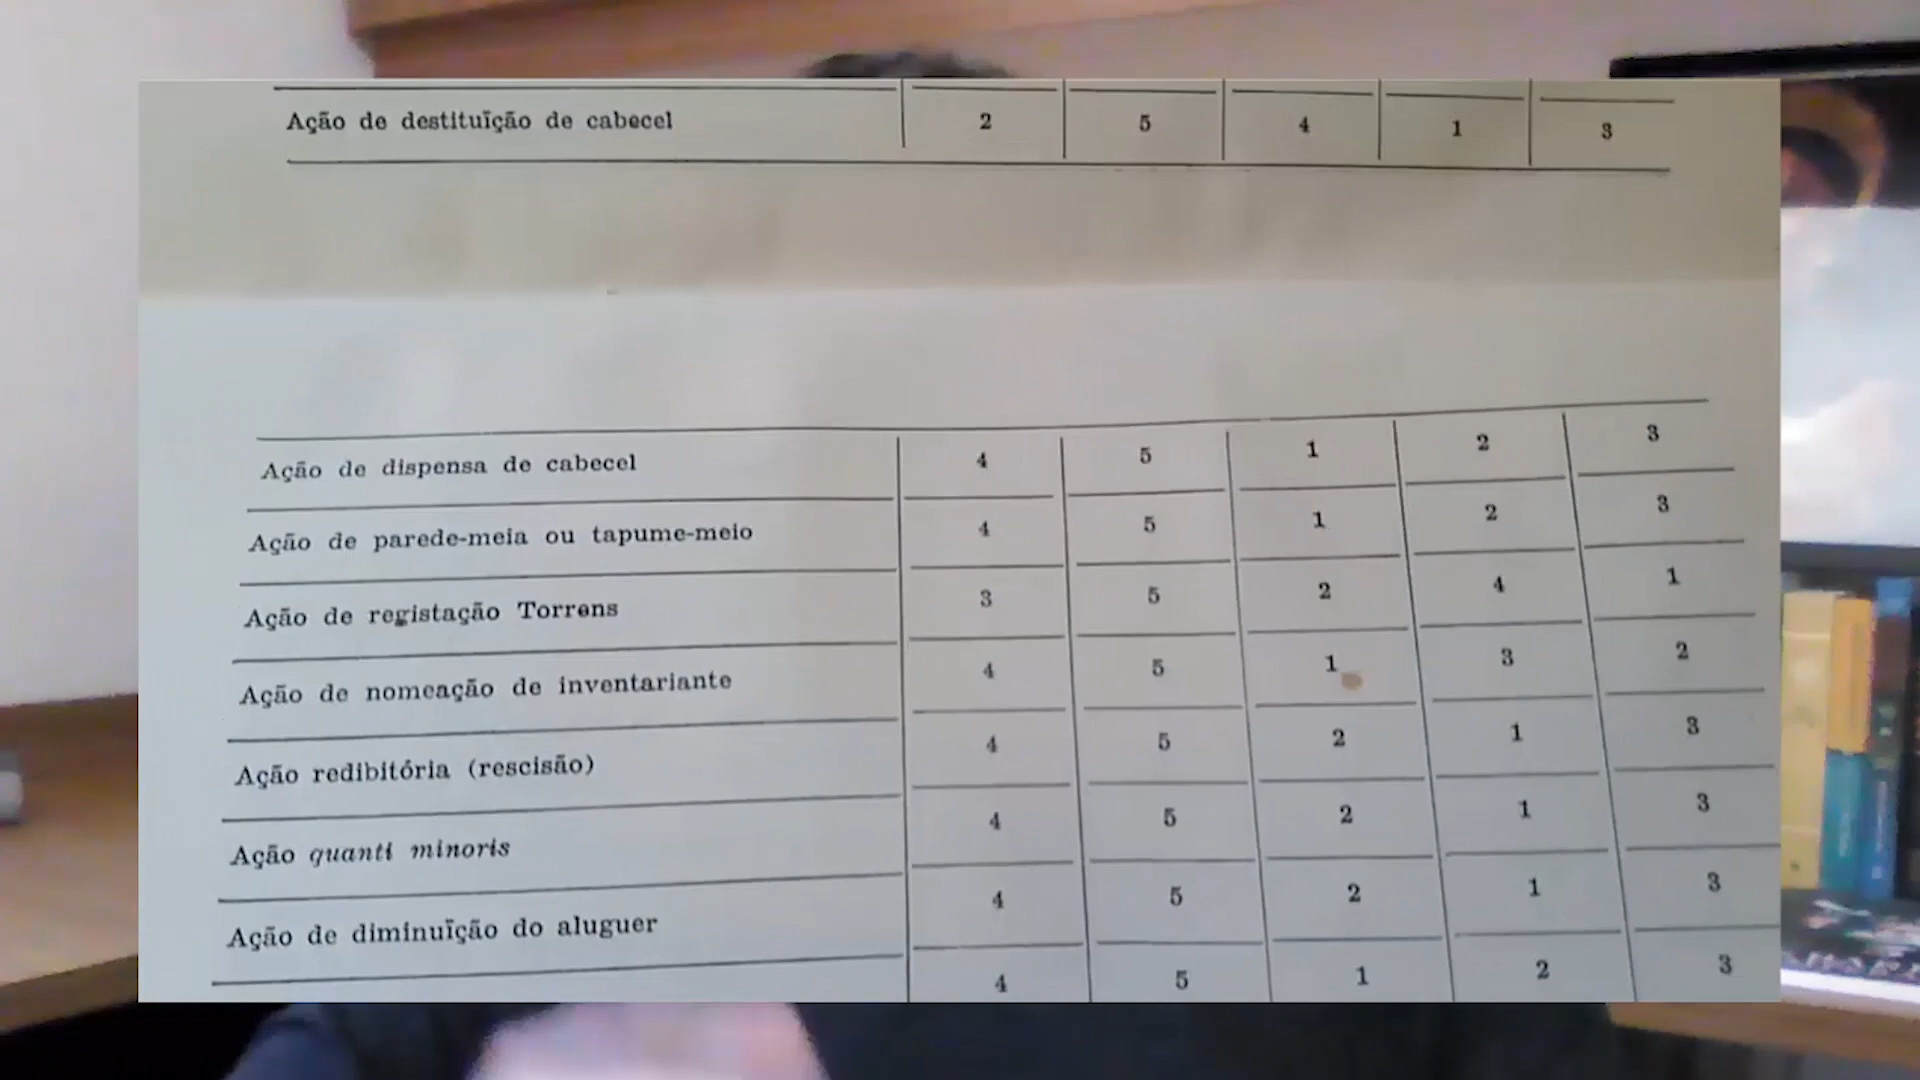 Ação de destituïção de cabecel 2 5 4 1 3
Ação de dispensa de cabecel 4 5 1 2 3
Ação de parede-meia ou tapume-meio 4 5 1 2 3
Ação de registação Torrens 3 5 2 4 1
Ação de nomeação de inventariante 4 5 1 3 2
Ação redibitória (rescisão) 4 5 2 1 3
Ação quanti minoris 4 5 2 1 3
Ação de diminuïção do aluguer 4 5 2 1 3
4 5 1 2 3